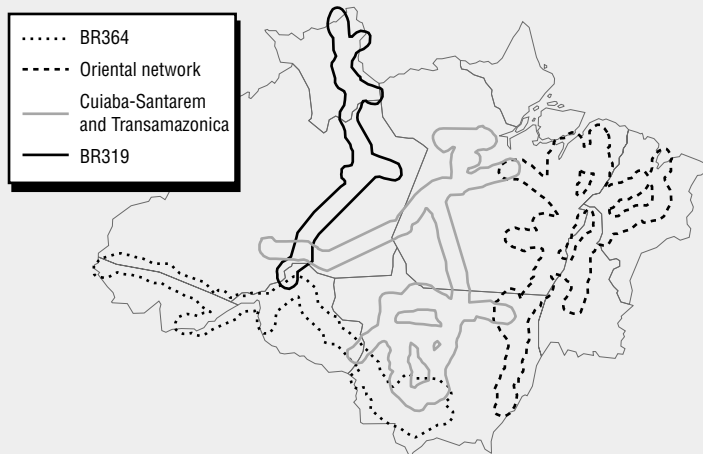 BR364
Oriental network
Cuiaba-Santarem
and Transamazonica
BR319